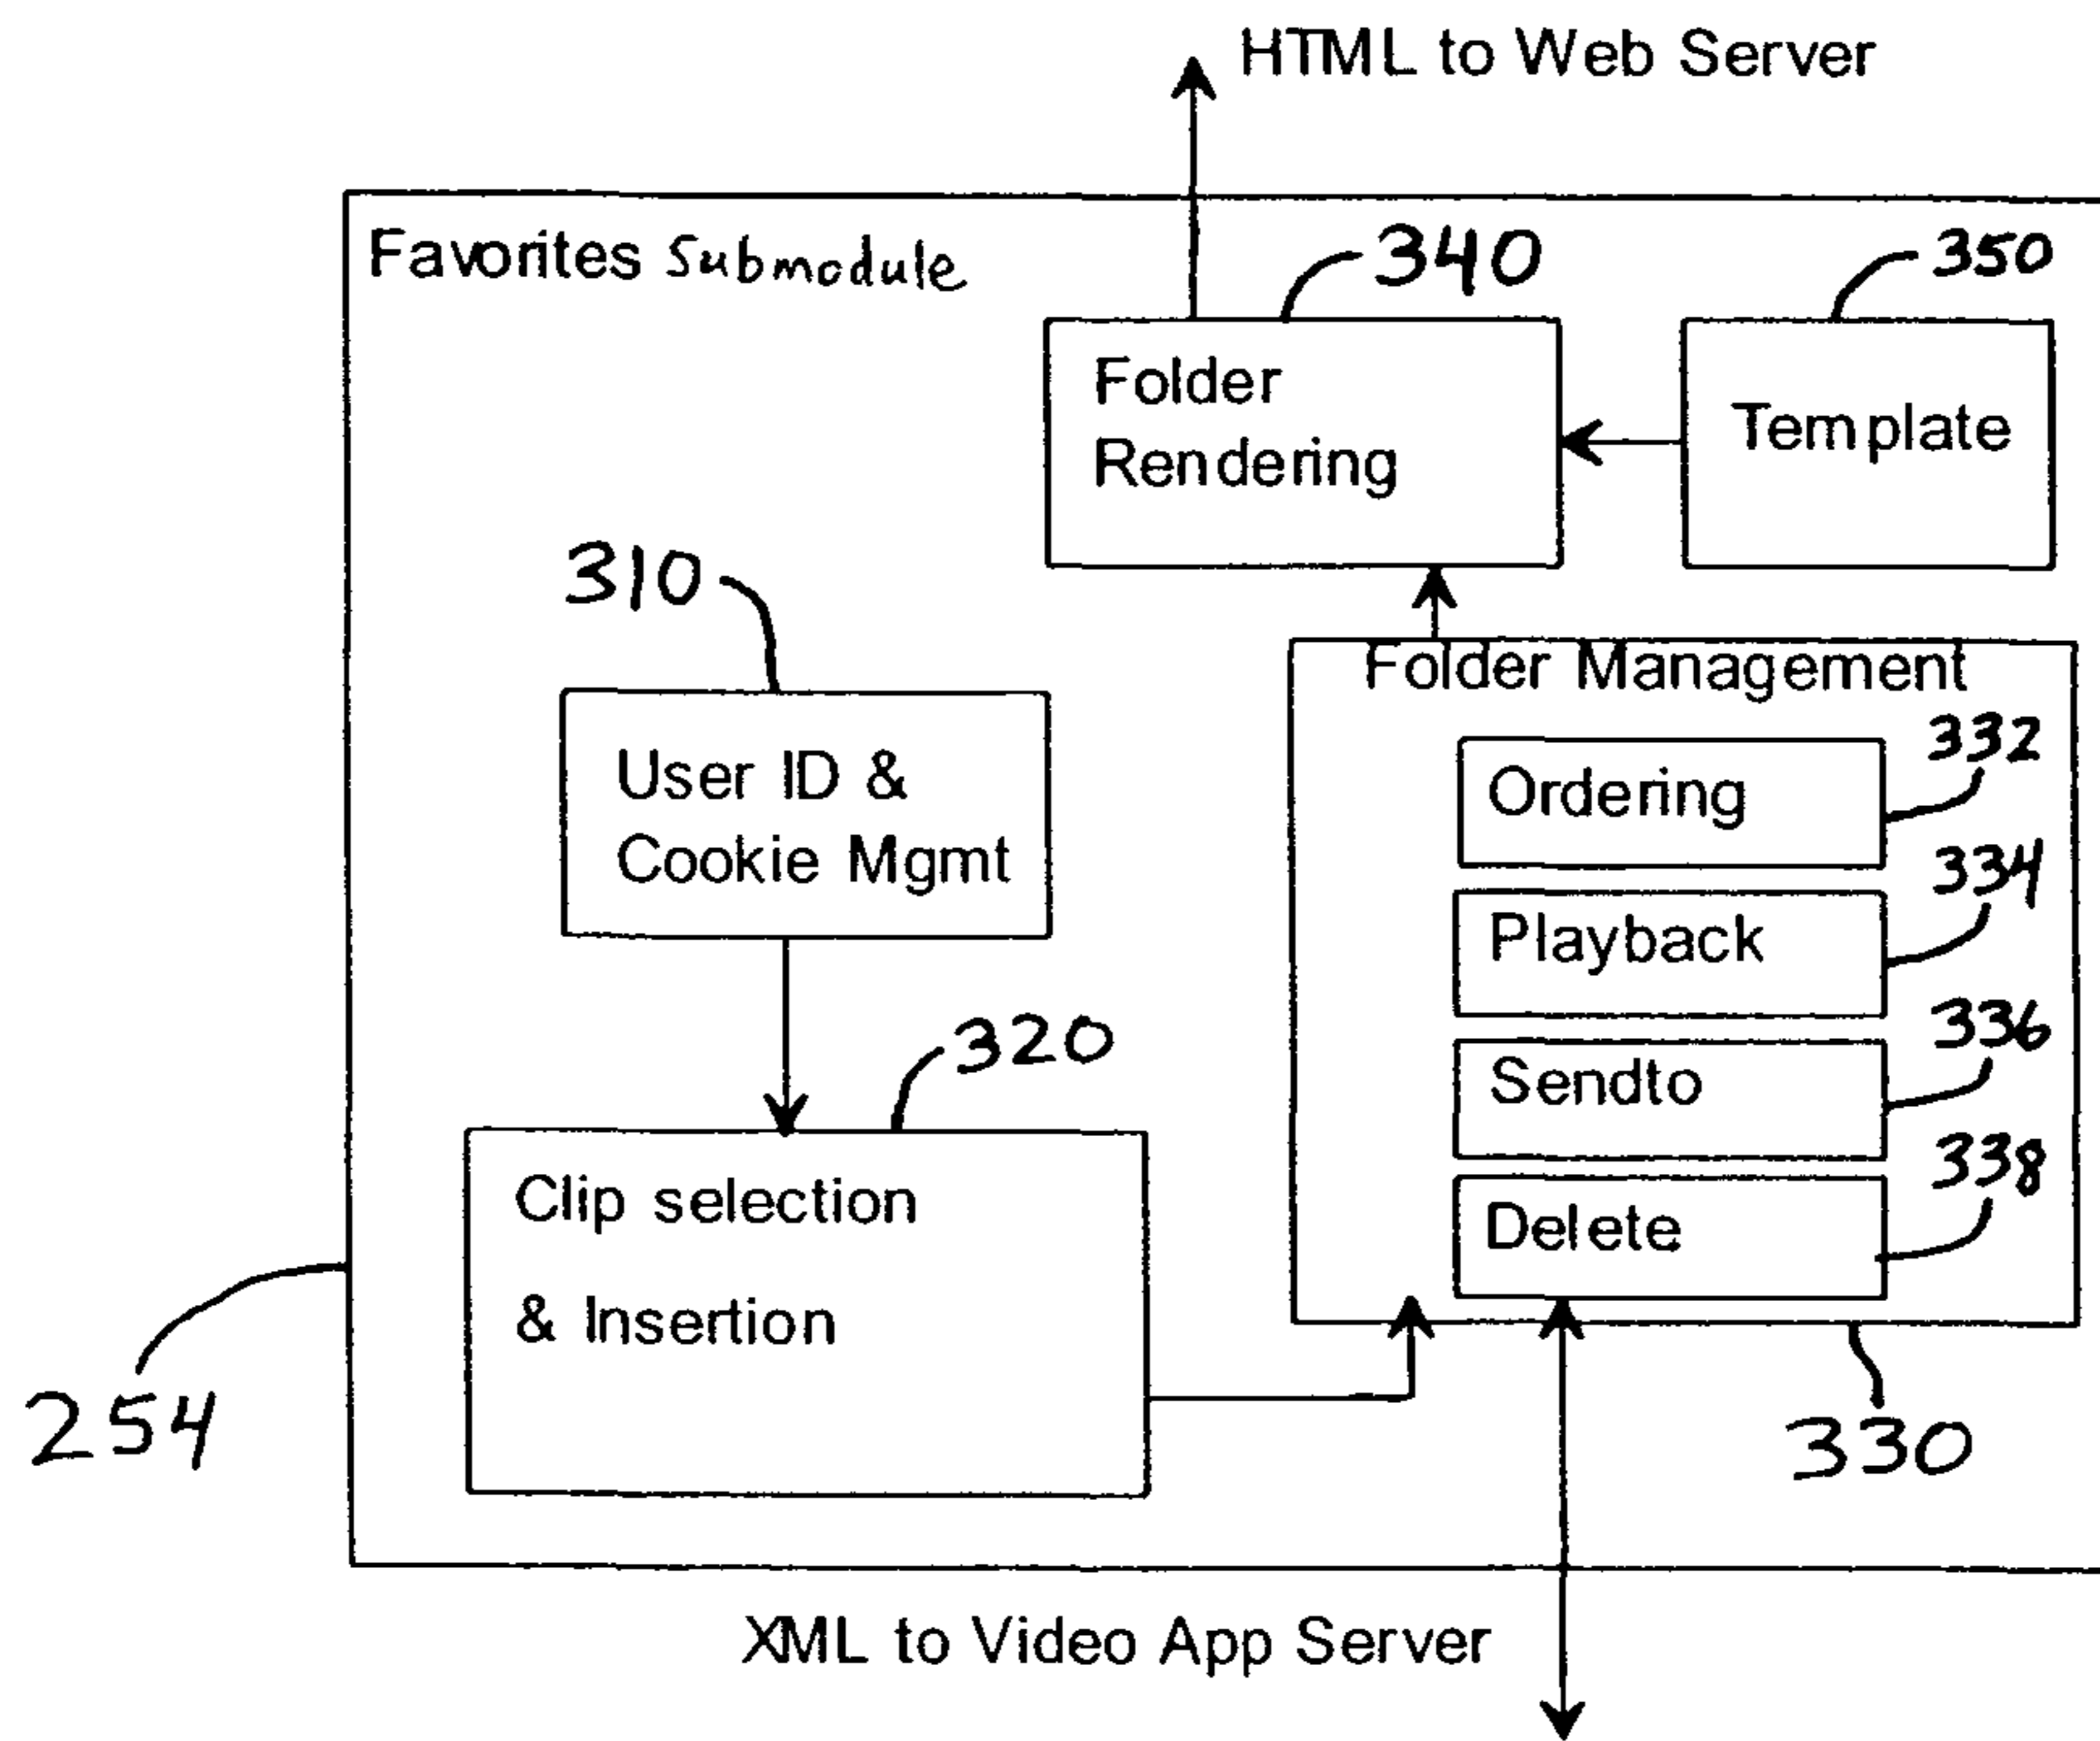 HTML to Web Server
Favorites Submodule
340
350
Folder
Rendering
Template
310
Folder Management
User ID &
Cookie Mgmt
Ordering
332
Playback
334
Sendto
336
Delete
338
320
Clip selection
& Insertion
254
330
XML to Video App Server